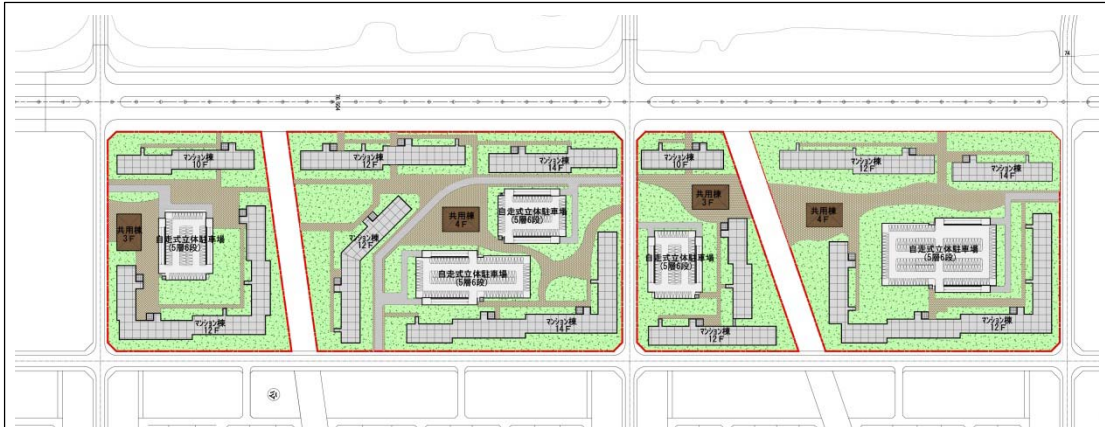 マンション棟
10F
マンション棟
12F
マンション棟
14F
マンション棟
10F
マンション棟
12F
マンション棟
14F
共用棟
3F
自走式立体駐車場
(5層6段)
マンション棟
12F
マンション棟
12F
共用棟
4F
自走式立体駐車場
(5層6段)
自走式立体駐車場
(5層6段)
マンション棟
14F
共用棟
3F
自走式立体駐車場
(5層6段)
マンション棟
12F
共用棟
4F
自走式立体駐車場
(5層6段)
マンション棟
12F
74